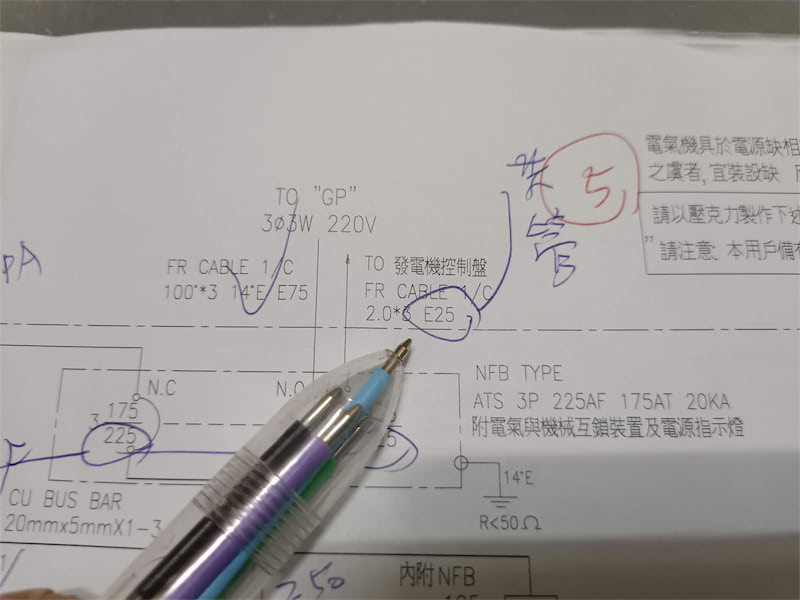 電氣機具於電源缺相
之虞者, 宜裝設缺
5
管
TO "GP"
3ø3W 220V
請以壓克力製作下述
"請注意: 本用戶備有
PA
FR CABLE 1/C
100°*3 14°E E75
TO 發電機控制盤
FR CABLE 1/C
2.0*3 E25
N.C
N.O
NFB TYPE
ATS 3P 225AF 175AT 20KA
附電氣與機械互鎖裝置及電源指示燈
3
175
225
14°E
R<50Ω
CU BUS BAR
20mmx5mmX1-3
250
內附NFB